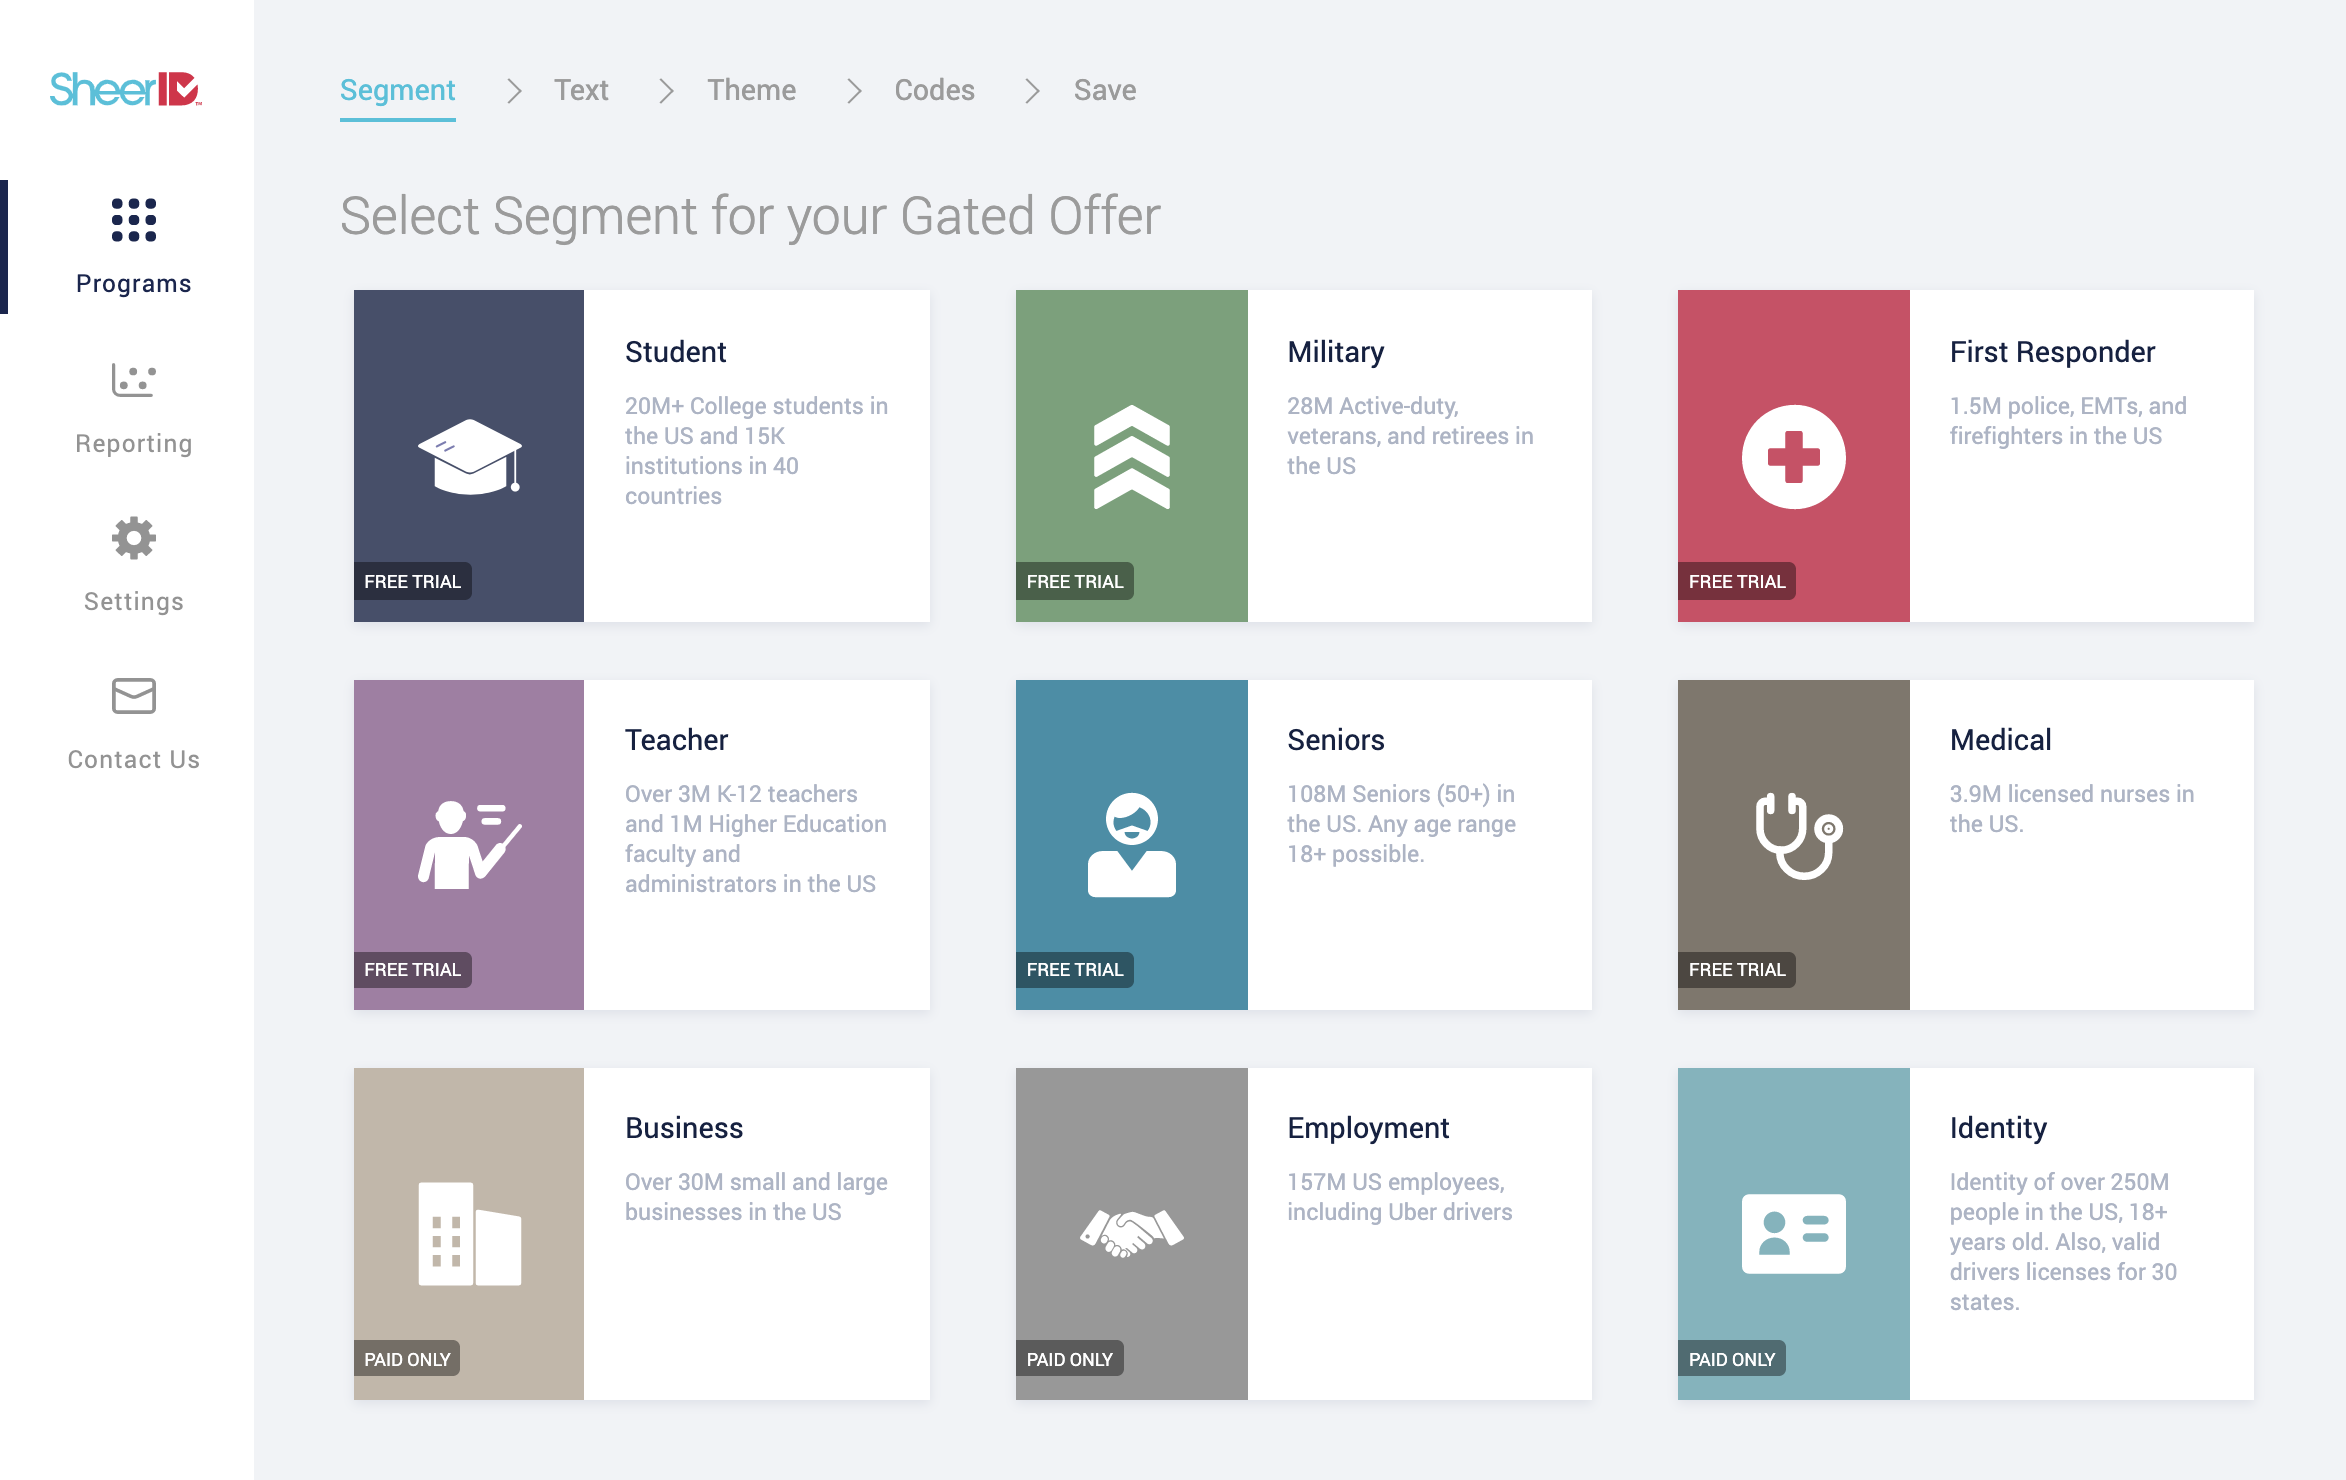 SheerID™
Programs
Reporting
Settings
Contact Us
Segment
Text
Theme
Codes
Save
Select Segment for your Gated Offer
Student
20M+ College students in
the US and 15K
institutions in 40
countries
FREE TRIAL
Military
28M Active-duty,
veterans, and retirees in
the US
FREE TRIAL
First Responder
1.5M police, EMTs, and
firefighters in the US
FREE TRIAL
Teacher
Over 3M K-12 teachers
and 1M Higher Education
faculty and
administrators in the US
FREE TRIAL
Seniors
108M Seniors (50+) in
the US. Any age range
18+ possible.
FREE TRIAL
Medical
3.9M licensed nurses in
the US.
FREE TRIAL
Business
Over 30M small and large
businesses in the US
PAID ONLY
Employment
157M US employees,
including Uber drivers
PAID ONLY
Identity
Identity of over 250M
people in the US, 18+
years old. Also, valid
drivers licenses for 30
states.
PAID ONLY